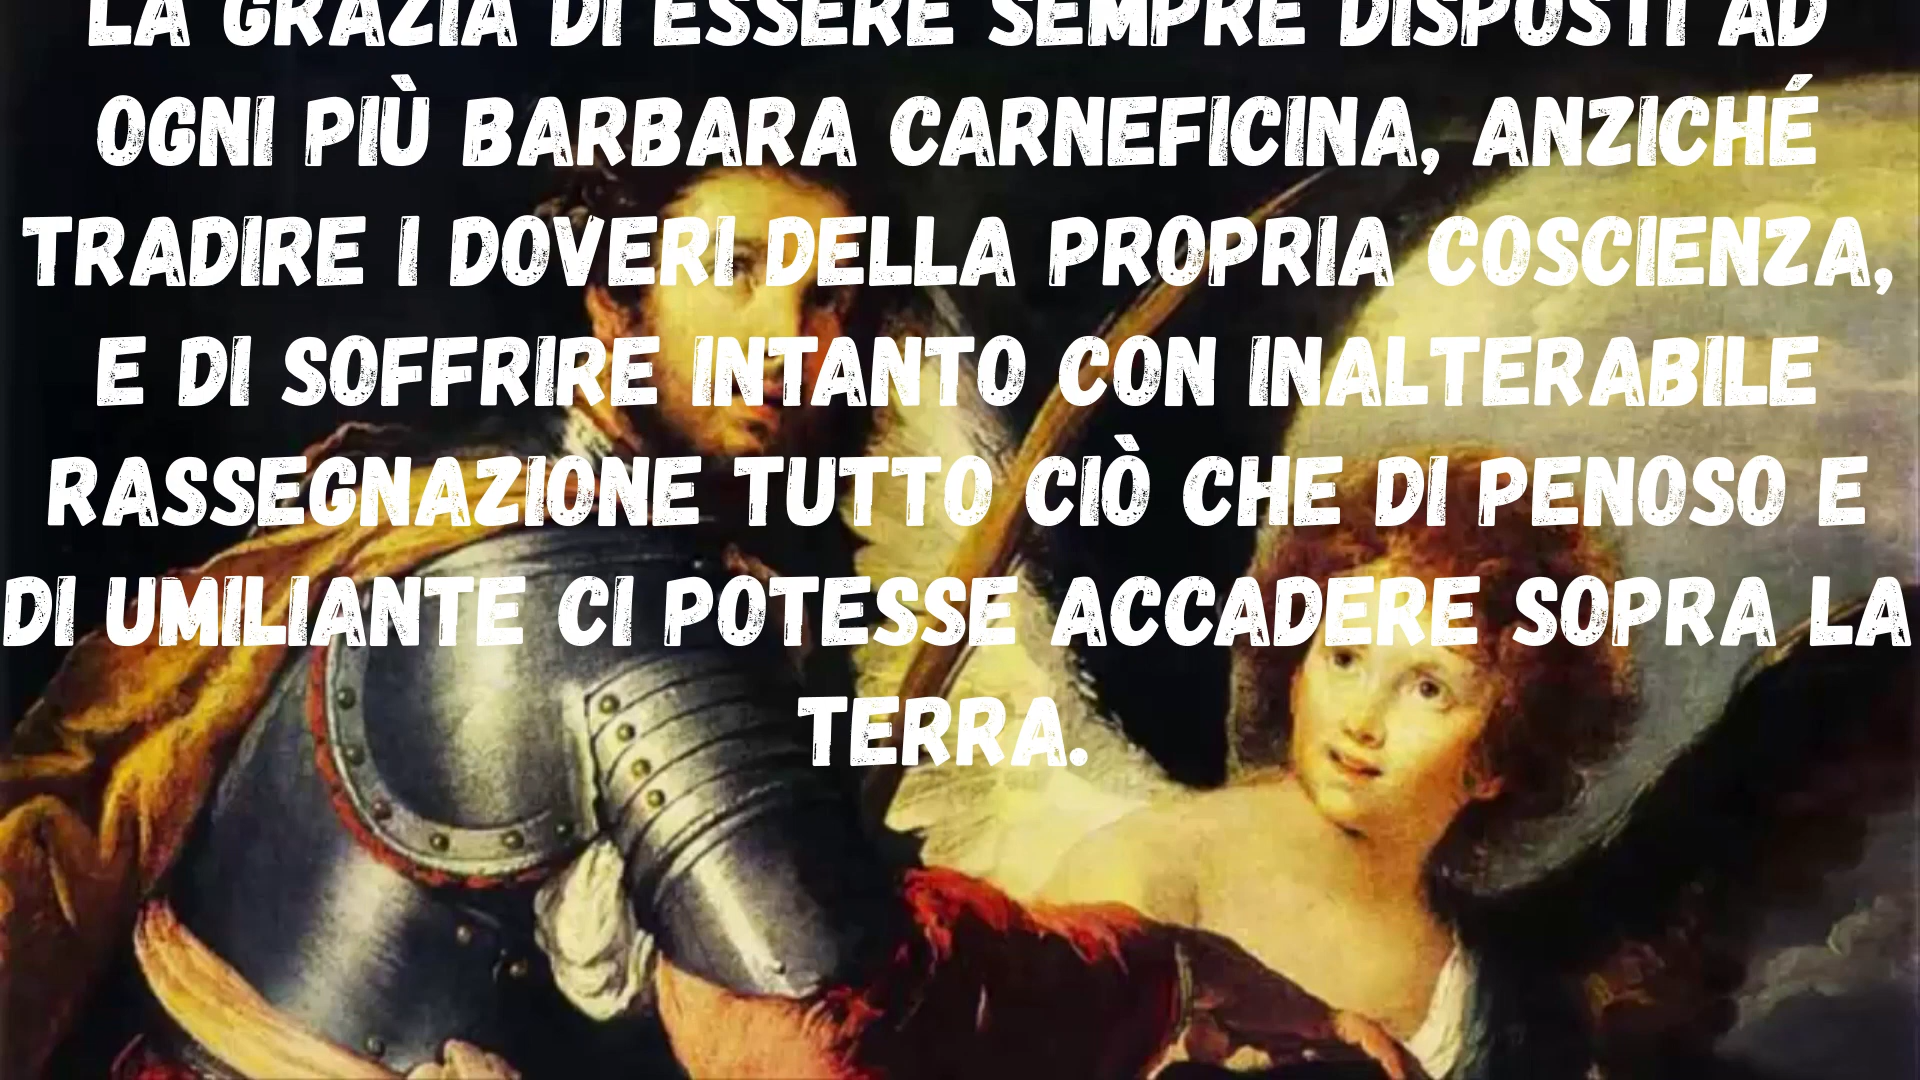 LA GRAZIA DI ESSERE SEMPRE DISPOSTI AD
OGNI PIÙ BARBARA CARNEFICINA, ANZICHÉ
TRADIRE I DOVERI DELLA PROPRIA COSCIENZA,
E DI SOFFRIRE INTANTO CON INALTERABILE
RASSEGNAZIONE TUTTO CIÒ CHE DI PENOSO E
DI UMILIANTE CI POTESSE ACCADERE SOPRA LA
TERRA.